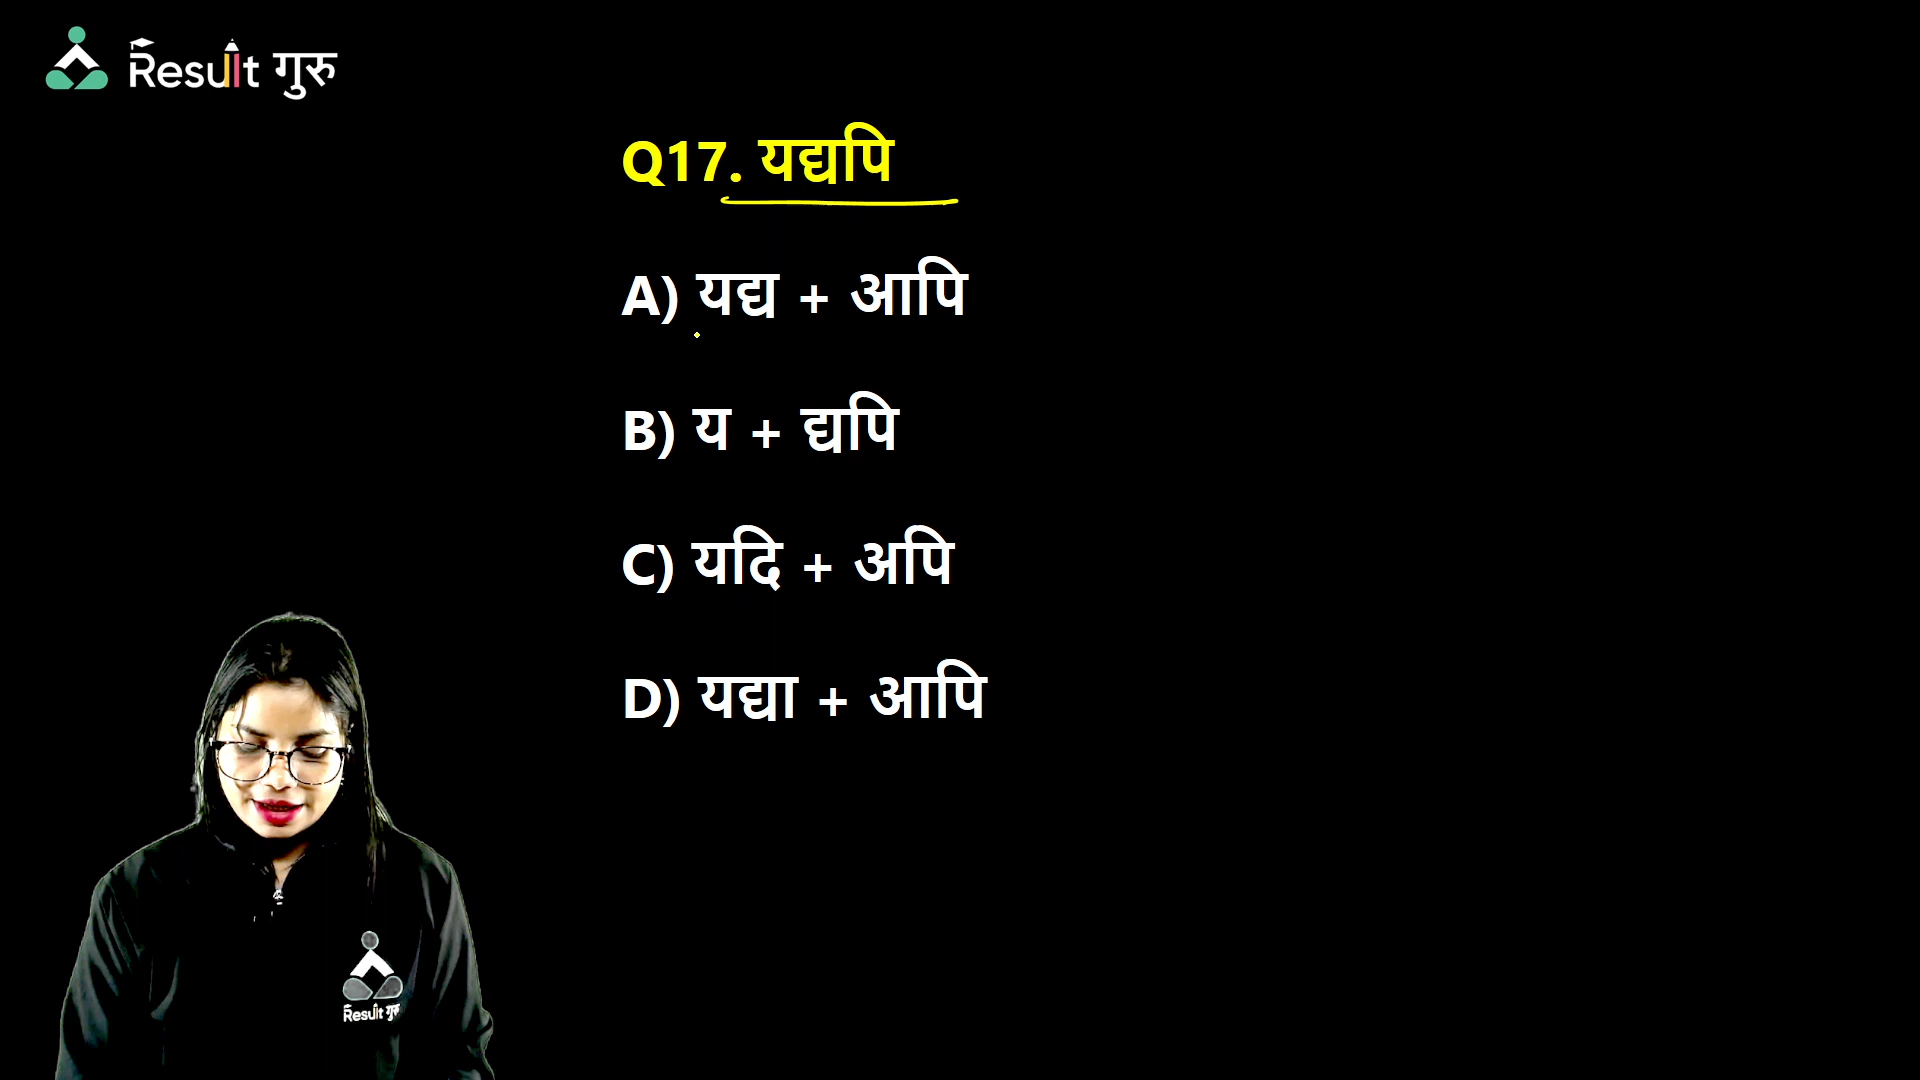 Result गुरु
Q17. यद्यपि
A) यद्य + आपि
B) य + द्यपि
C) यदि + अपि
D) यद्या + आपि
Result गुरु